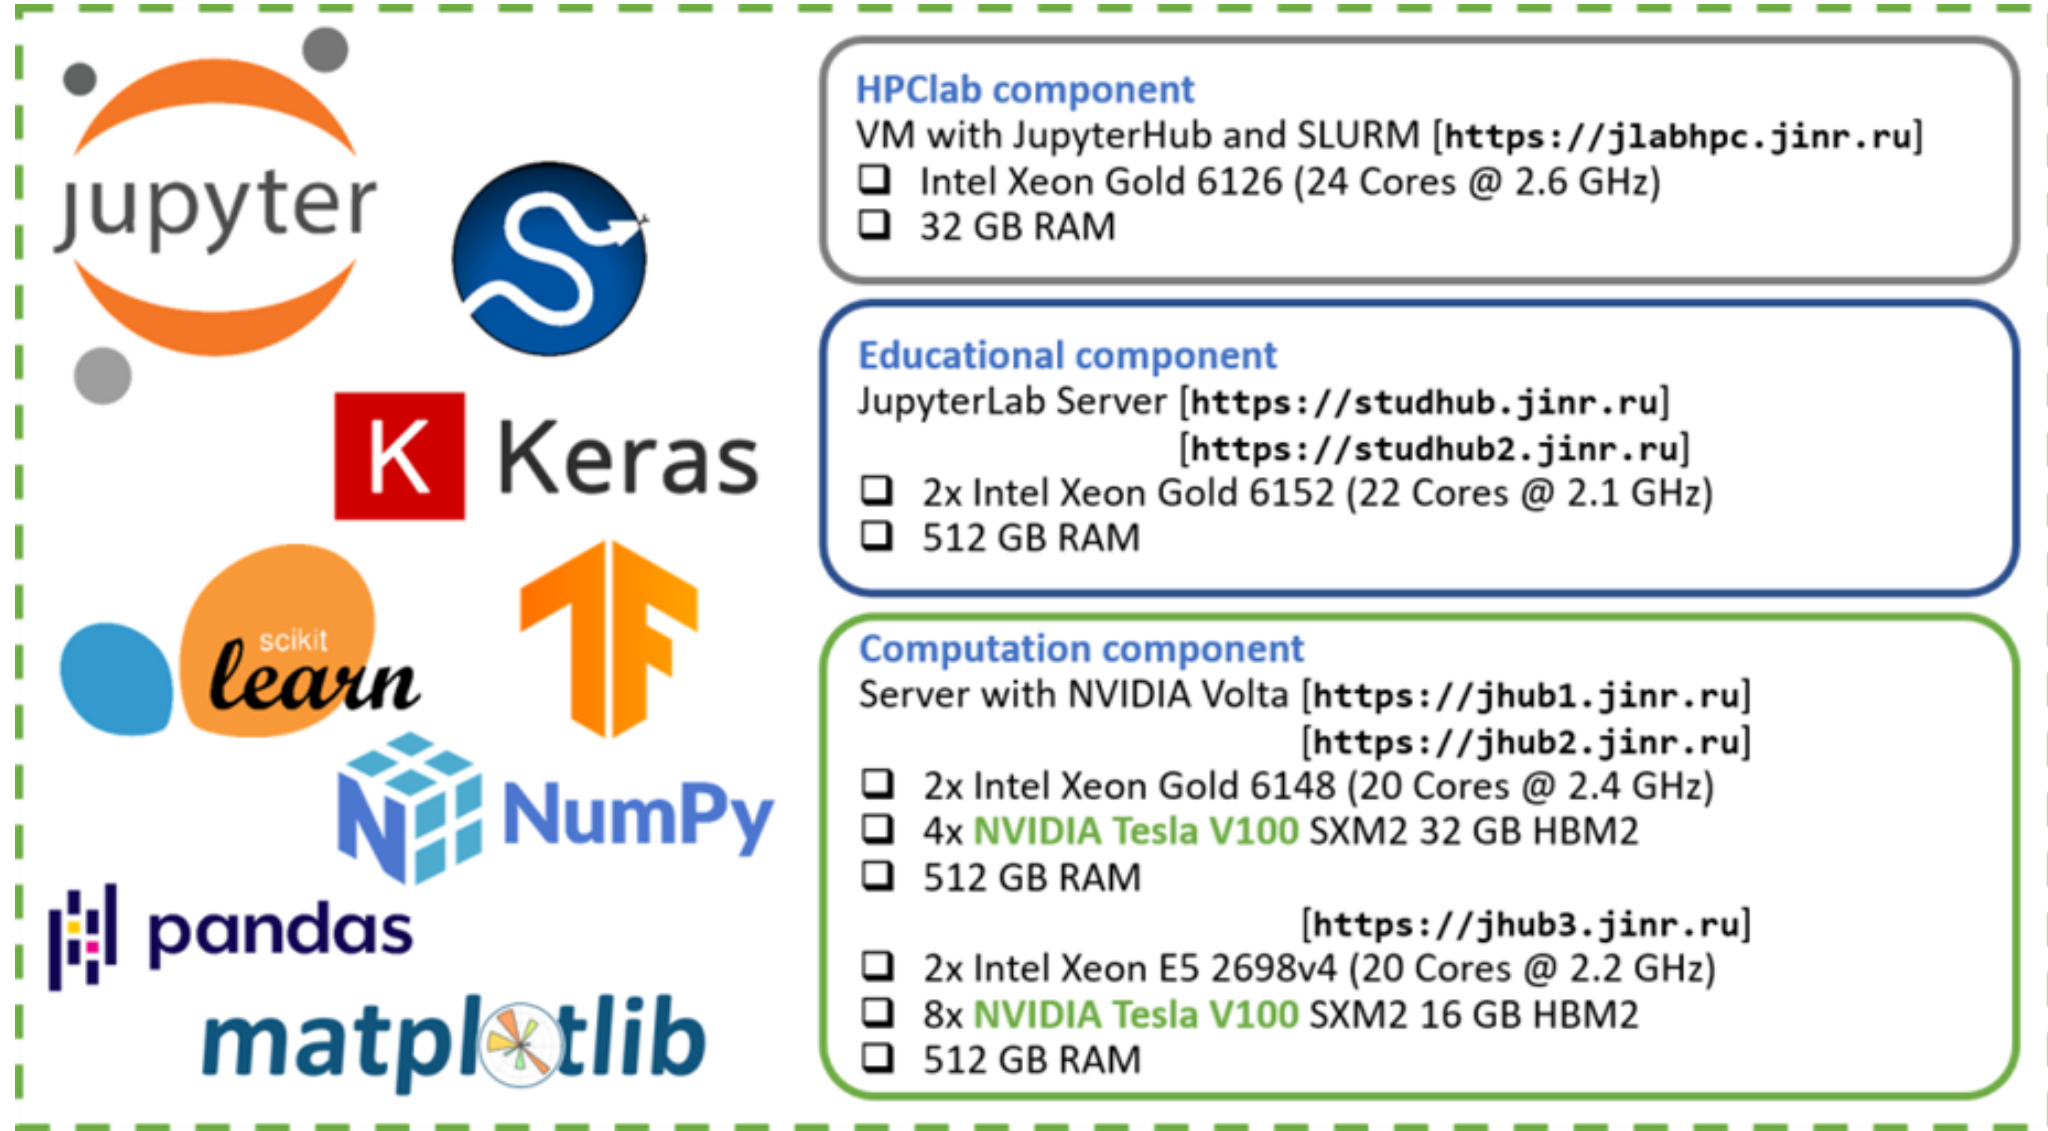 jupyter
K Keras
scikit
learn
NumPy
pandas
matplotlib
HPClab component
VM with JupyterHub and SLURM [https://jlabhpc.jinr.ru]
❑ Intel Xeon Gold 6126 (24 Cores @ 2.6 GHz)
❑ 32 GB RAM
Educational component
JupyterLab Server [https://studhub.jinr.ru]
[https://studhub2.jinr.ru]
❑ 2x Intel Xeon Gold 6152 (22 Cores @ 2.1 GHz)
❑ 512 GB RAM
Computation component
Server with NVIDIA Volta [https://jhub1.jinr.ru]
[https://jhub2.jinr.ru]
❑ 2x Intel Xeon Gold 6148 (20 Cores @ 2.4 GHz)
❑ 4x NVIDIA Tesla V100 SXM2 32 GB HBM2
❑ 512 GB RAM
[https://jhub3.jinr.ru]
❑ 2x Intel Xeon E5 2698v4 (20 Cores @ 2.2 GHz)
❑ 8x NVIDIA Tesla V100 SXM2 16 GB HBM2
❑ 512 GB RAM